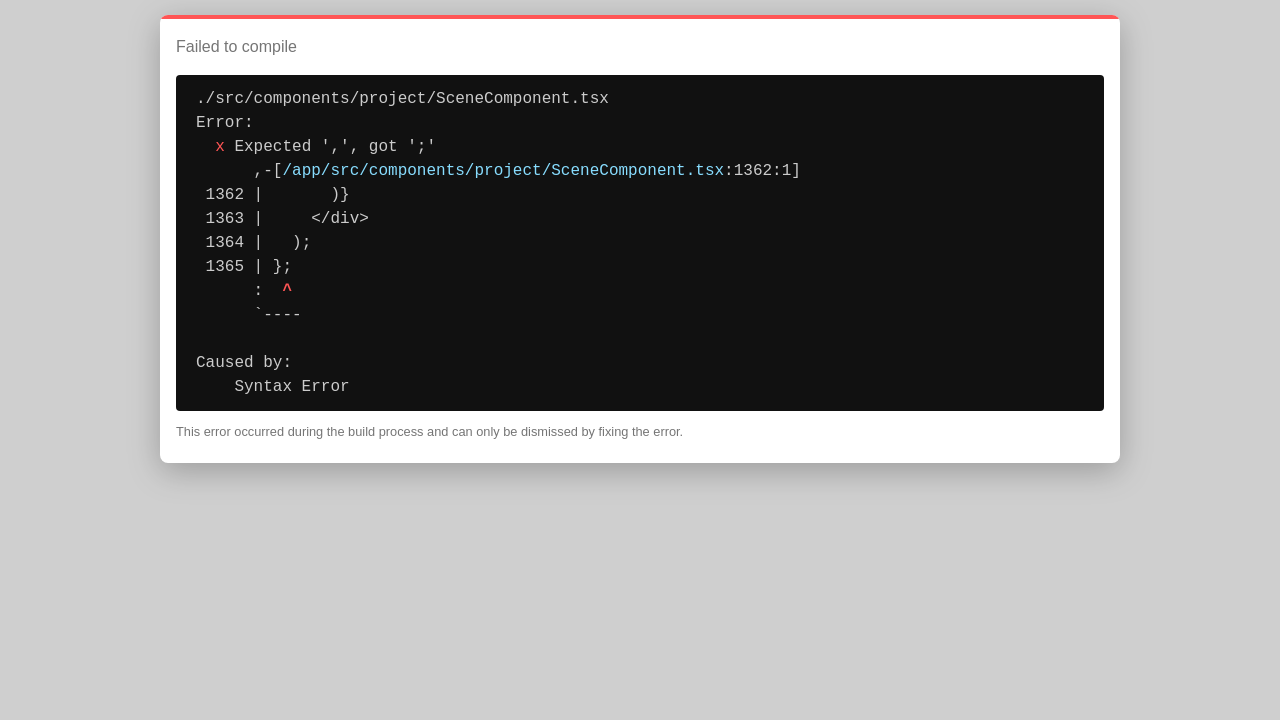 Failed to compile
./src/components/project/SceneComponent.tsx
Error:
  x Expected ',', got ';'
      ,-[/app/src/components/project/SceneComponent.tsx:1362:1]
 1362 |       )}
 1363 |     </div>
 1364 |   );
 1365 | };
      :  ^
      `----
Caused by:
    Syntax Error
This error occurred during the build process and can only be dismissed by fixing the error.